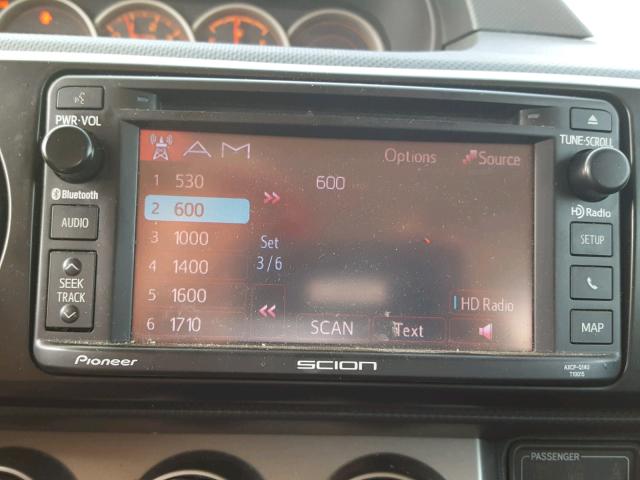 PWR·VOL
Bluetooth
AUDIO
SEEK
TRACK
AM
Options
Source
1 530
2 600
3 1000
4 1400
5 1600
6 1710
600
Set
3/6
HD Radio
SCAN
Text
TUNE·SCROLL
HD Radio
SETUP
MAP
Pioneer
SCION
T10015
PASSENGER